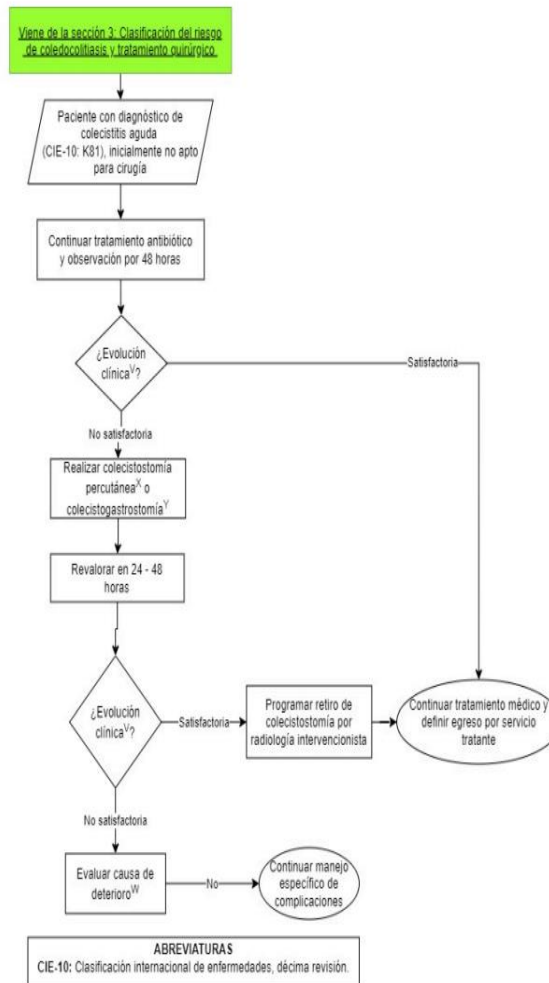 Viene de la sección 3: Clasificación del riesgo
de coledocolitiasis y tratamiento quirúrgico
Paciente con diagnóstico de
colecistitis aguda
(CIE-10: K81), inicialmente no apto
para cirugía
Continuar tratamiento antibiótico
y observación por 48 horas
¿Evolución
clínicaV?
Satisfactoria
No satisfactoria
Realizar colecistostomía
percutáneaX o
colecistogastrostomíaY
Revalorar en 24 - 48
horas
¿Evolución
clínicaV?
Satisfactoria
Programar retiro de
colecistostomía por
radiología intervencionista
Continuar tratamiento médico y
definir egreso por servicio
tratante
No satisfactoria
Evaluar causa de
deterioroW
No
Continuar manejo
específico de
complicaciones
ABREVIATURAS
CIE-10: Clasificación internacional de enfermedades, décima revisión.